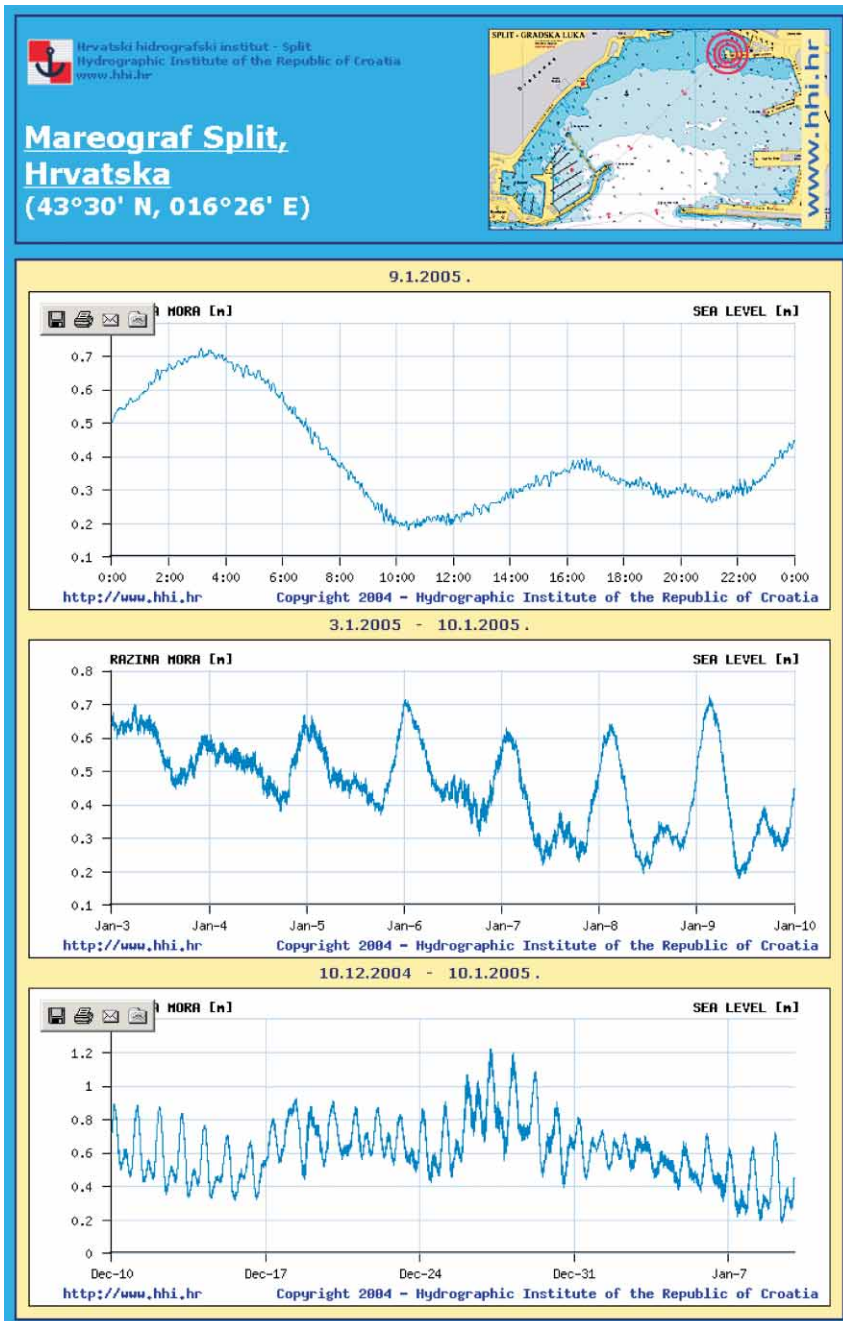 Hrvatski hidrografski institut - Split
Hydrographic Institute of the Republic of Croatia
www.hhi.hr
Mareograf Split,
Hrvatska
(43°30' N, 016°26' E)
SPLIT - GRADSKA LUKA
www.hhi.hr
9.1.2005.
A MORA [m] SEA LEVEL [m]
0.7
0.6
0.5
0.4
0.3
0.2
0.1
0:00 2:00 4:00 6:00 8:00 10:00 12:00 14:00 16:00 18:00 20:00 22:00 0:00
http://www.hhi.hr Copyright 2004 - Hydrographic Institute of the Republic of Croatia
3.1.2005 - 10.1.2005.
RAZINA MORA [m] SEA LEVEL [m]
0.8
0.7
0.6
0.5
0.4
0.3
0.2
0.1
Jan-3 Jan-4 Jan-5 Jan-6 Jan-7 Jan-8 Jan-9 Jan-10
http://www.hhi.hr Copyright 2004 - Hydrographic Institute of the Republic of Croatia
10.12.2004 - 10.1.2005.
A MORA [m] SEA LEVEL [m]
1.2
1
0.8
0.6
0.4
0.2
0
Dec-10 Dec-17 Dec-24 Dec-31 Jan-7
http://www.hhi.hr Copyright 2004 - Hydrographic Institute of the Republic of Croatia